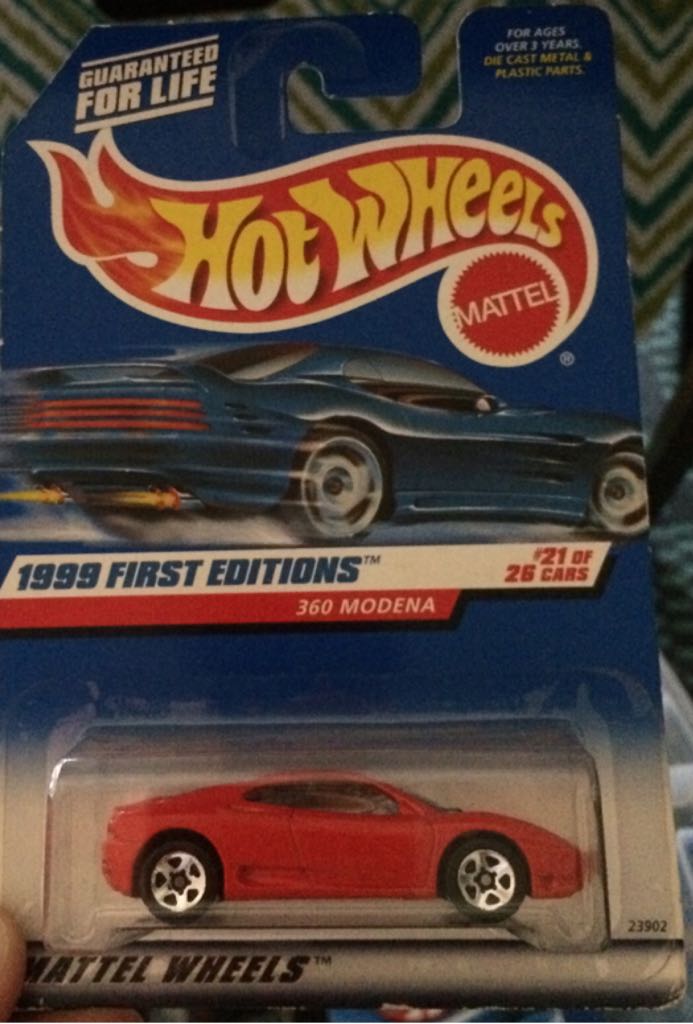 GUARANTEED
FOR LIFE
FOR AGES
OVER 3 YEARS.
DIE CAST METAL &
PLASTIC PARTS.
HOT WHEELS
MATTEL
®
1999 FIRST EDITIONS™
#21 OF
26 CARS
360 MODENA
23902
MATTEL WHEELS™